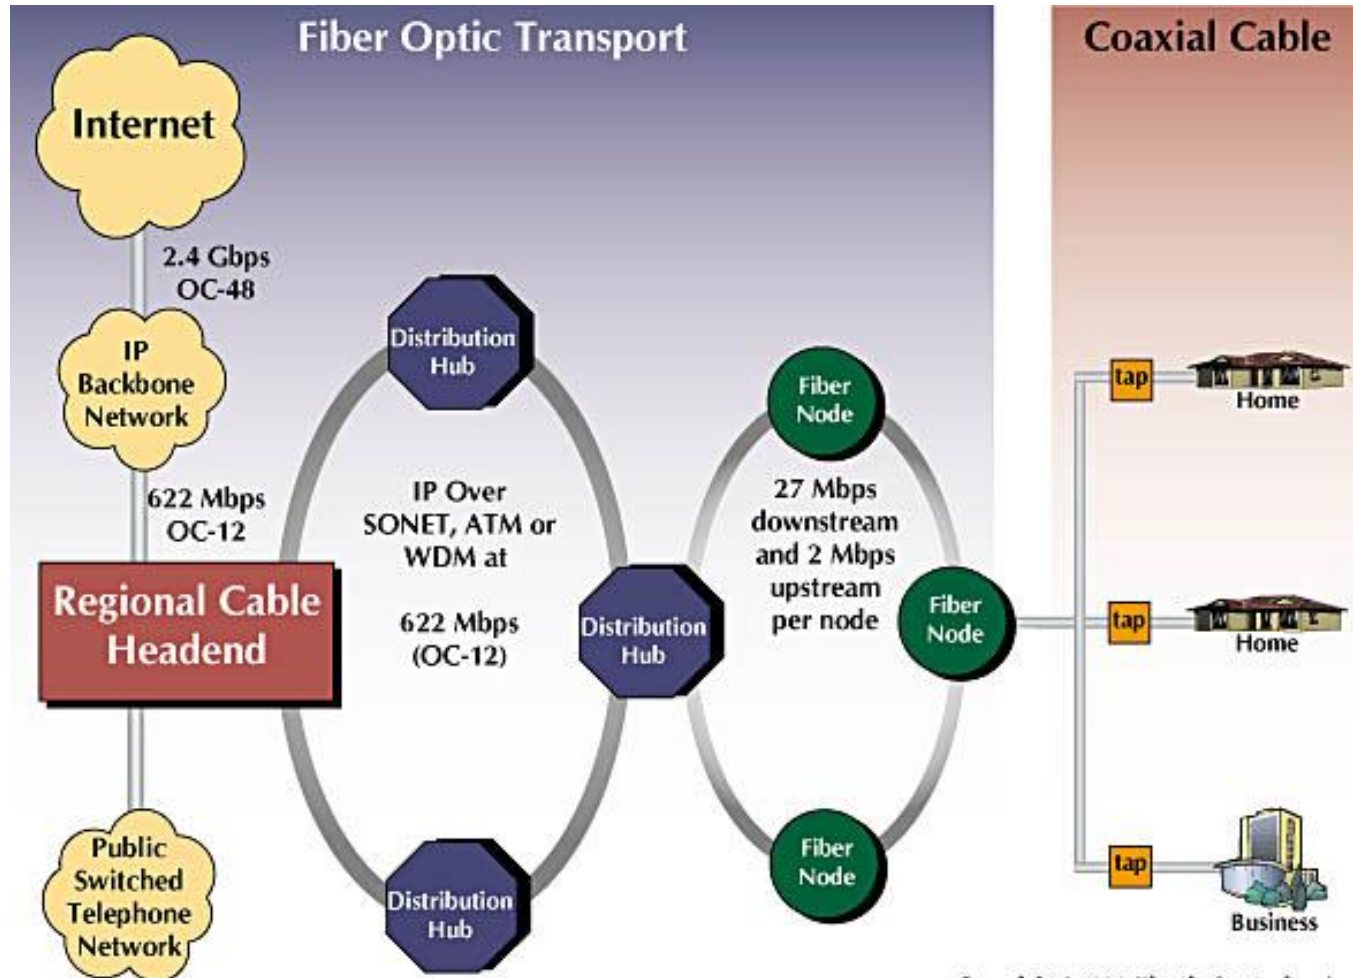 Fiber Optic Transport
Coaxial Cable
Internet
2.4 Gbps
OC-48
IP
Backbone
Network
622 Mbps
OC-12
Regional Cable
Headend
Public
Switched
Telephone
Network
Distribution
Hub
IP Over
SONET, ATM or
WDM at
622 Mbps
(OC-12)
Distribution
Hub
Distribution
Hub
Fiber
Node
27 Mbps
downstream
and 2 Mbps
upstream
per node
Fiber
Node
Fiber
Node
tap
Home
tap
Home
tap
Business